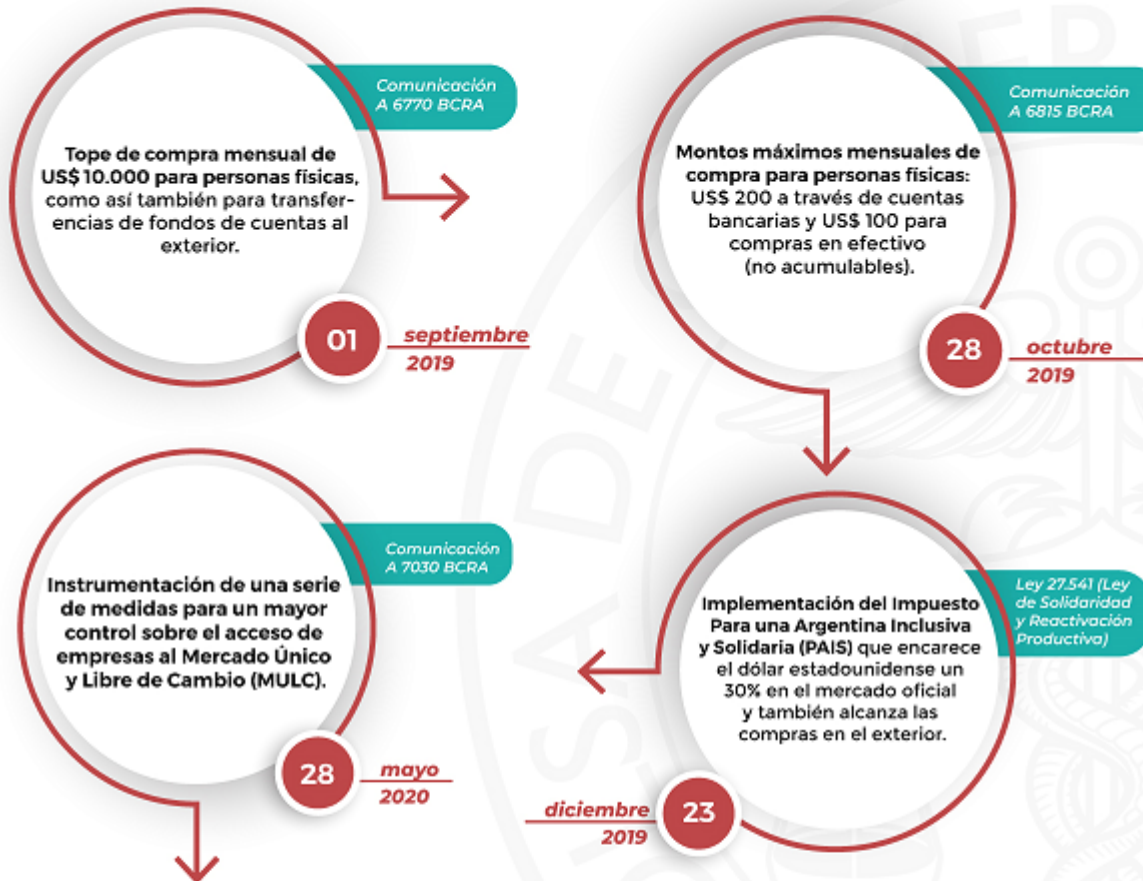 Comunicación
A 6770 BCRA
Tope de compra mensual de
US$ 10.000 para personas físicas,
como así también para transfer-
encias de fondos de cuentas al
exterior.
01
septiembre
2019
Comunicación
A 6815 BCRA
Montos máximos mensuales de
compra para personas físicas:
US$ 200 a través de cuentas
bancarias y US$ 100 para
compras en efectivo
(no acumulables).
28
octubre
2019
Ley 27.541 (Ley
de Solidaridad
y Reactivación
Productiva)
Implementación del Impuesto
Para una Argentina Inclusiva
y Solidaria (PAIS) que encarece
el dólar estadounidense un
30% en el mercado oficial
y también alcanza las
compras en el exterior.
23
diciembre
2019
Comunicación
A 7030 BCRA
Instrumentación de una serie
de medidas para un mayor
control sobre el acceso de
empresas al Mercado Único
y Libre de Cambio (MULC).
28
mayo
2020